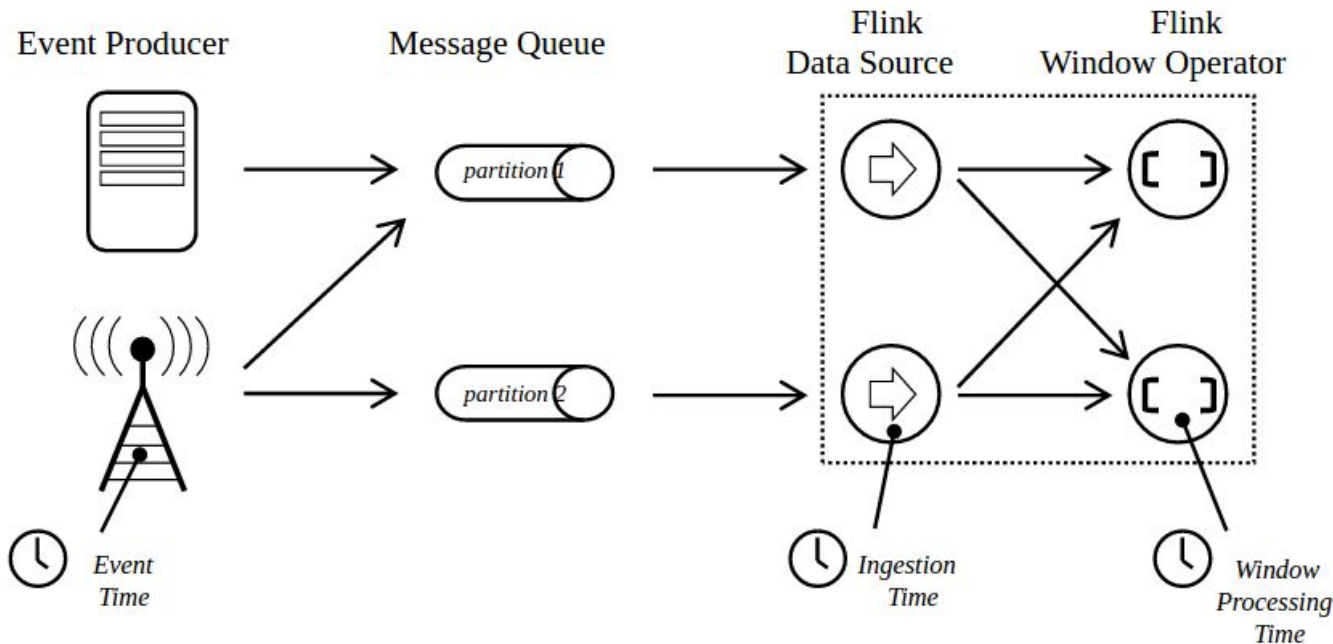 Event Producer
Message Queue
Flink
Data Source
Flink
Window Operator
partition 1
partition 2
Event
Time
Ingestion
Time
Window
Processing
Time